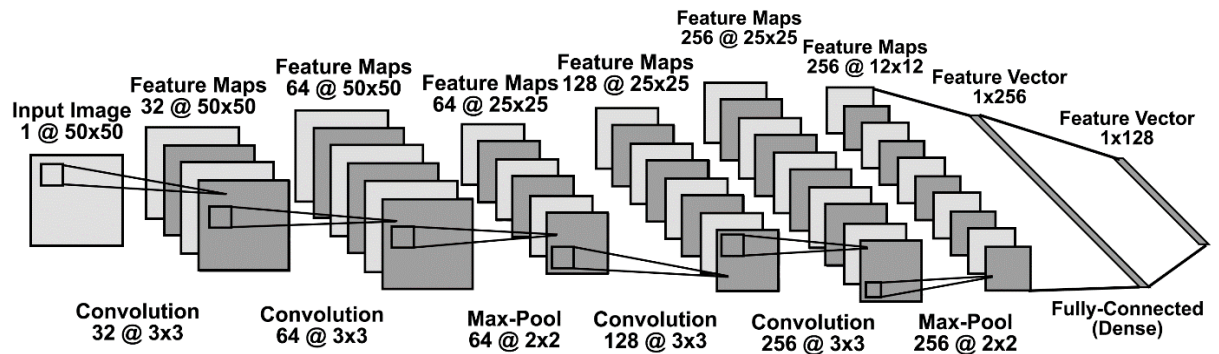 Input Image
1 @ 50x50
Feature Maps
32 @ 50x50
Feature Maps
64 @ 50x50
Feature Maps
64 @ 25x25
Feature Maps
128 @ 25x25
Feature Maps
256 @ 25x25
Feature Maps
256 @ 12x12
Feature Vector
1x256
Feature Vector
1x128
Convolution
32 @ 3x3
Convolution
64 @ 3x3
Max-Pool
64 @ 2x2
Convolution
128 @ 3x3
Convolution
256 @ 3x3
Max-Pool
256 @ 2x2
Fully-Connected
(Dense)